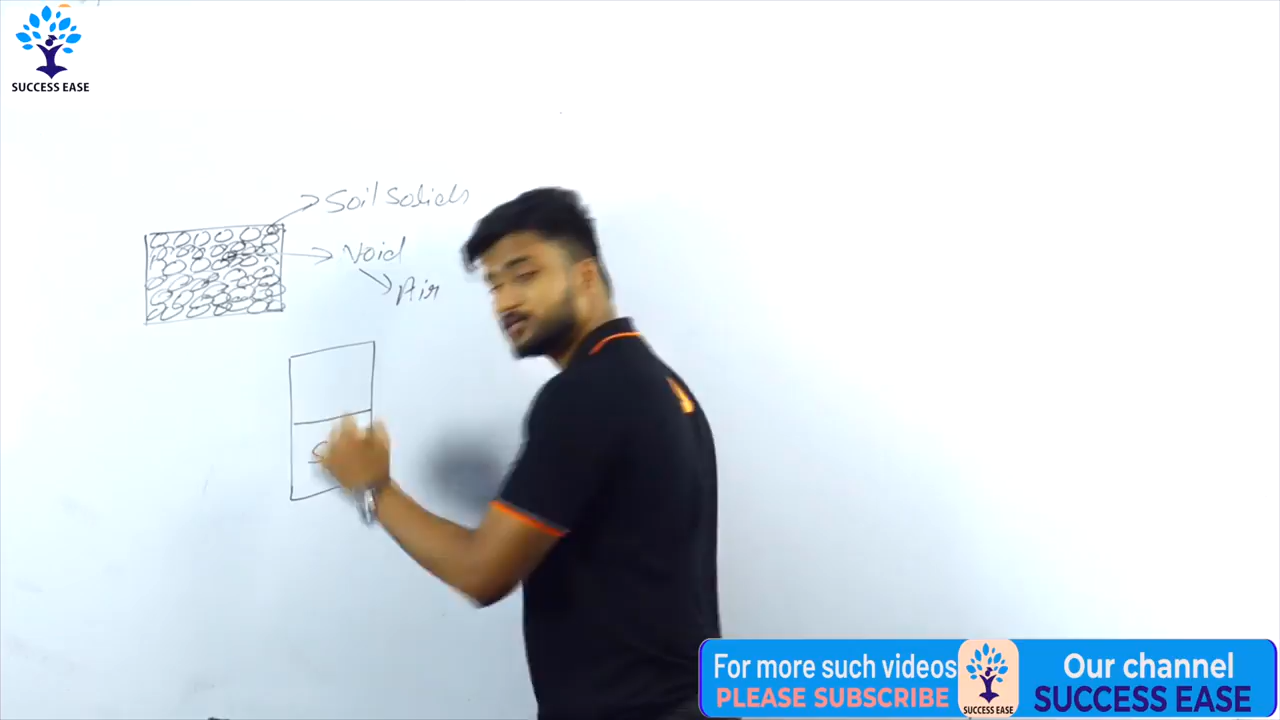 SUCCESS EASE
Soil Solids
Void
Air
S
For more such videos
PLEASE SUBSCRIBE
SUCCESS EASE
Our channel
SUCCESS EASE